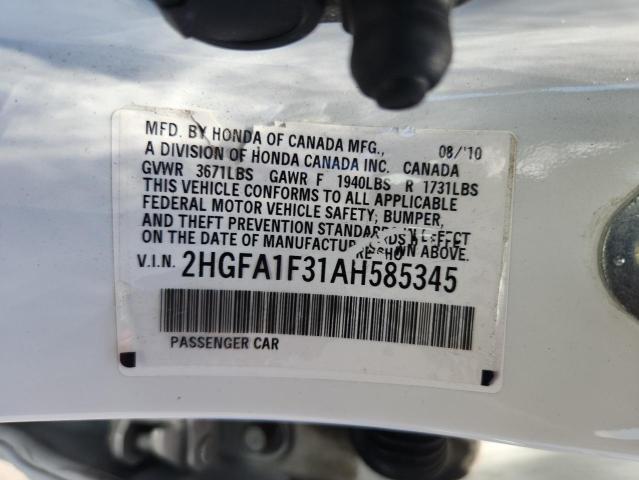 MFD. BY HONDA OF CANADA MFG., 08/'10
A DIVISION OF HONDA CANADA INC. CANADA
GVWR 3671LBS GAWR F 1940LBS R 1731LBS
THIS VEHICLE CONFORMS TO ALL APPLICABLE
FEDERAL MOTOR VEHICLE SAFETY, BUMPER,
AND THEFT PREVENTION STANDARDS IN EFFECT
ON THE DATE OF MANUFACTURE SHOWN ABOVE.
V.I.N. 2HGFA1F31AH585345
PASSENGER CAR